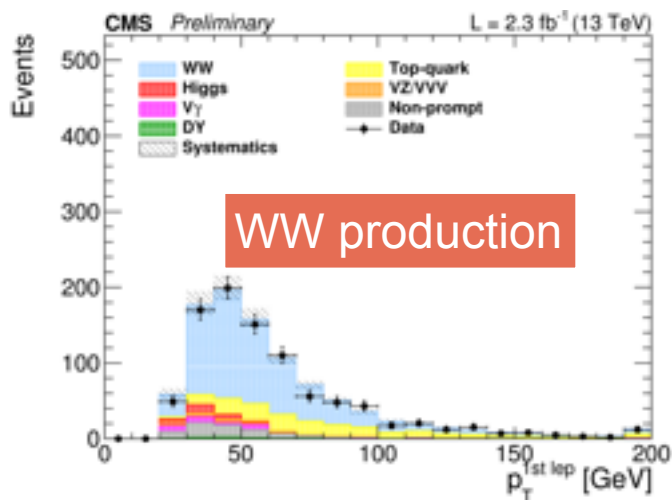 CMS Preliminary L = 2.3 fb⁻¹ (13 TeV)
Events
500
400
300
200
100
0
WW
Higgs
Vγ
DY
Systematics
Top-quark
VZ/VVV
Non-prompt
Data
WW production
0 50 100 150 200
p_T^1st lep [GeV]